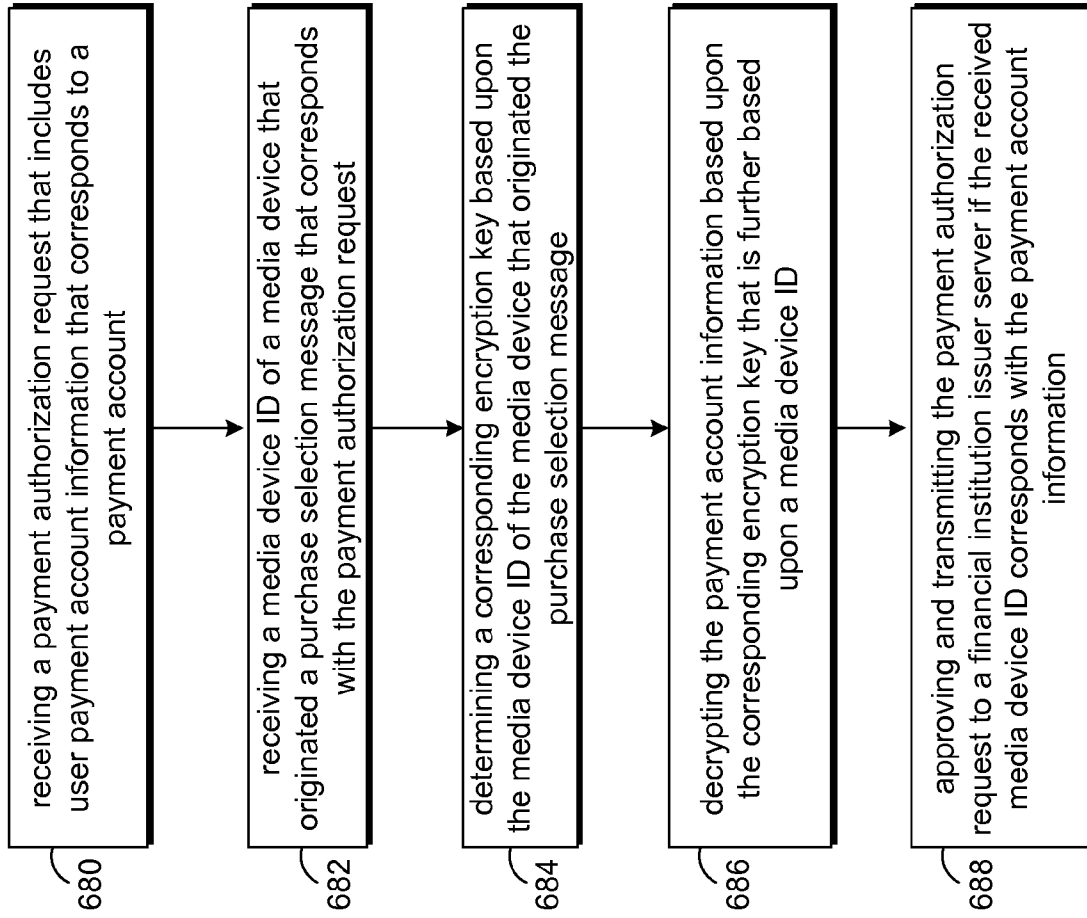 receiving a payment authorization request that includes
user payment account information that corresponds to a
payment account
680
receiving a media device ID of a media device that
originated a purchase selection message that corresponds
with the payment authorization request
682
determining a corresponding encryption key based upon
the media device ID of the media device that originated the
purchase selection message
684
decrypting the payment account information based upon
the corresponding encryption key that is further based
upon a media device ID
686
approving and transmitting the payment authorization
request to a financial institution issuer server if the received
media device ID corresponds with the payment account
information
688